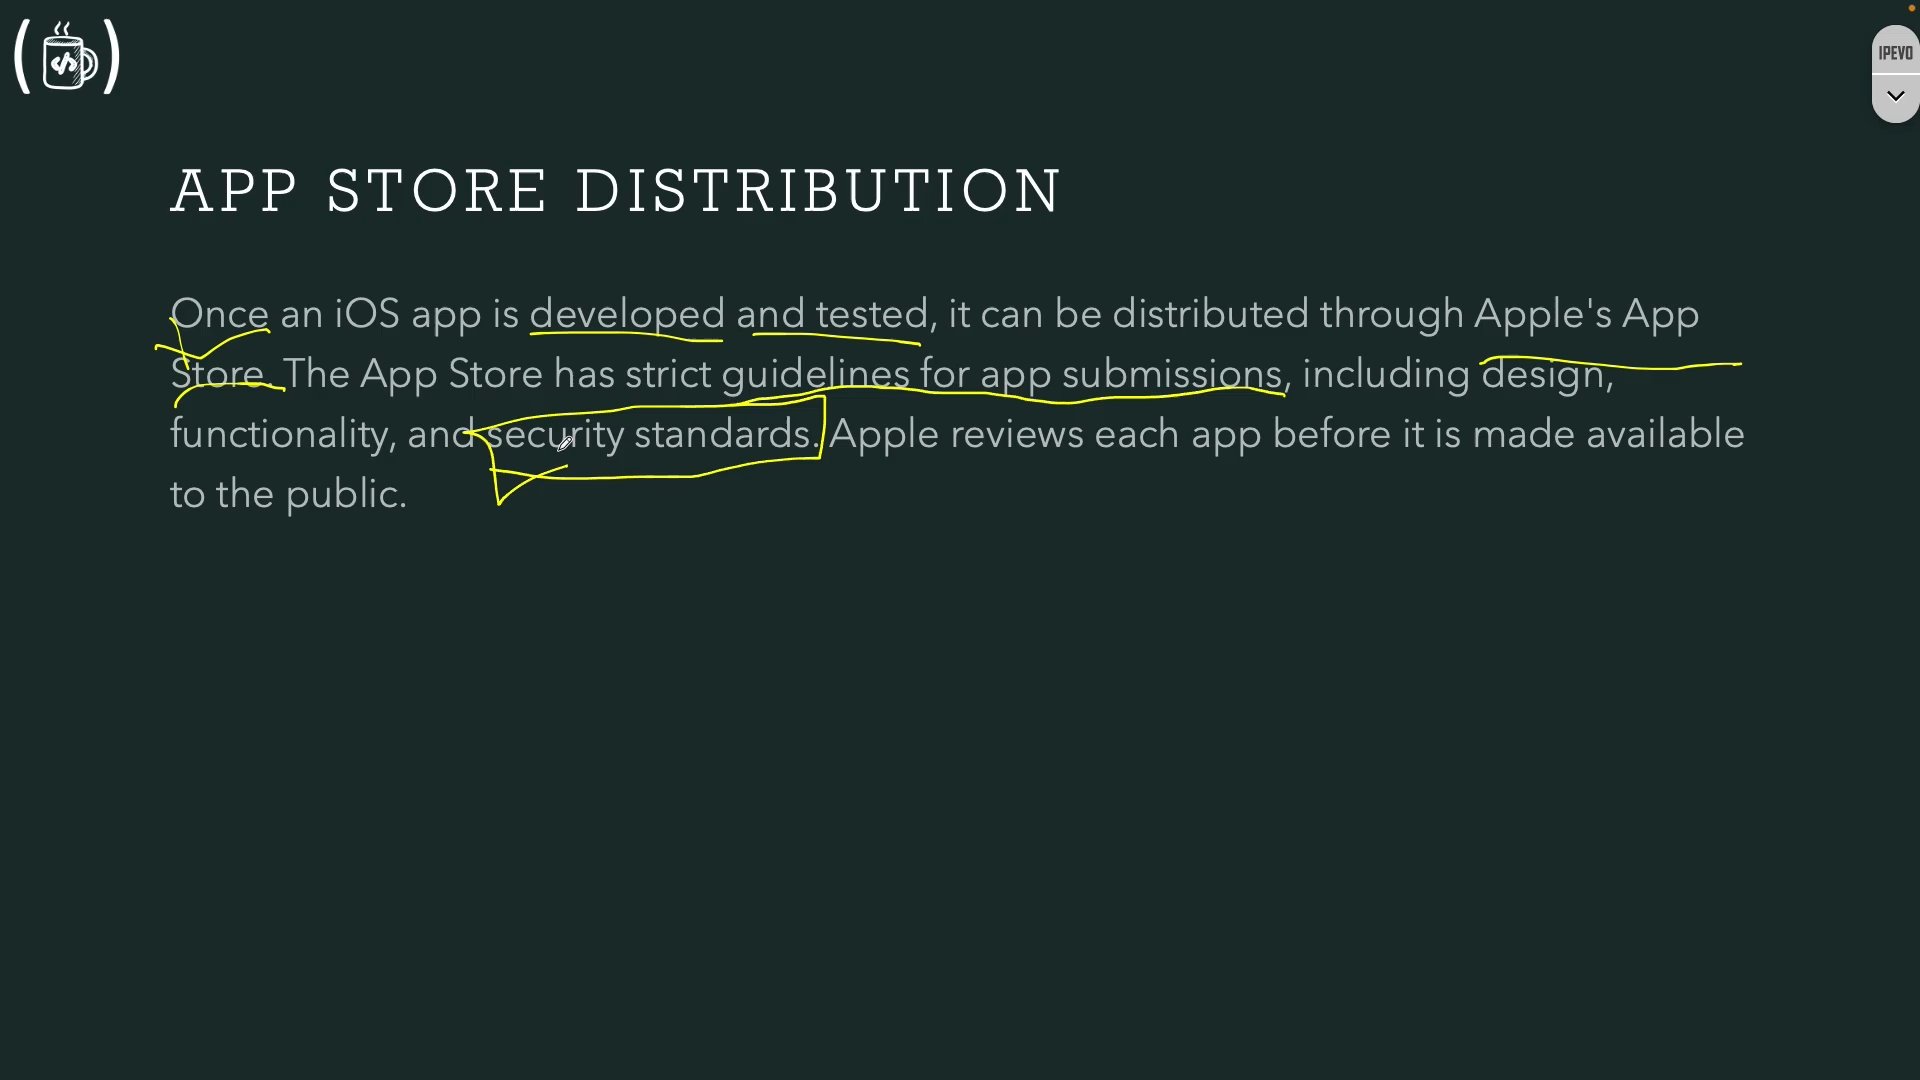 </>
IPEVO
APP STORE DISTRIBUTION
Once an iOS app is developed and tested, it can be distributed through Apple's App
Store. The App Store has strict guidelines for app submissions, including design,
functionality, and security standards. Apple reviews each app before it is made available
to the public.